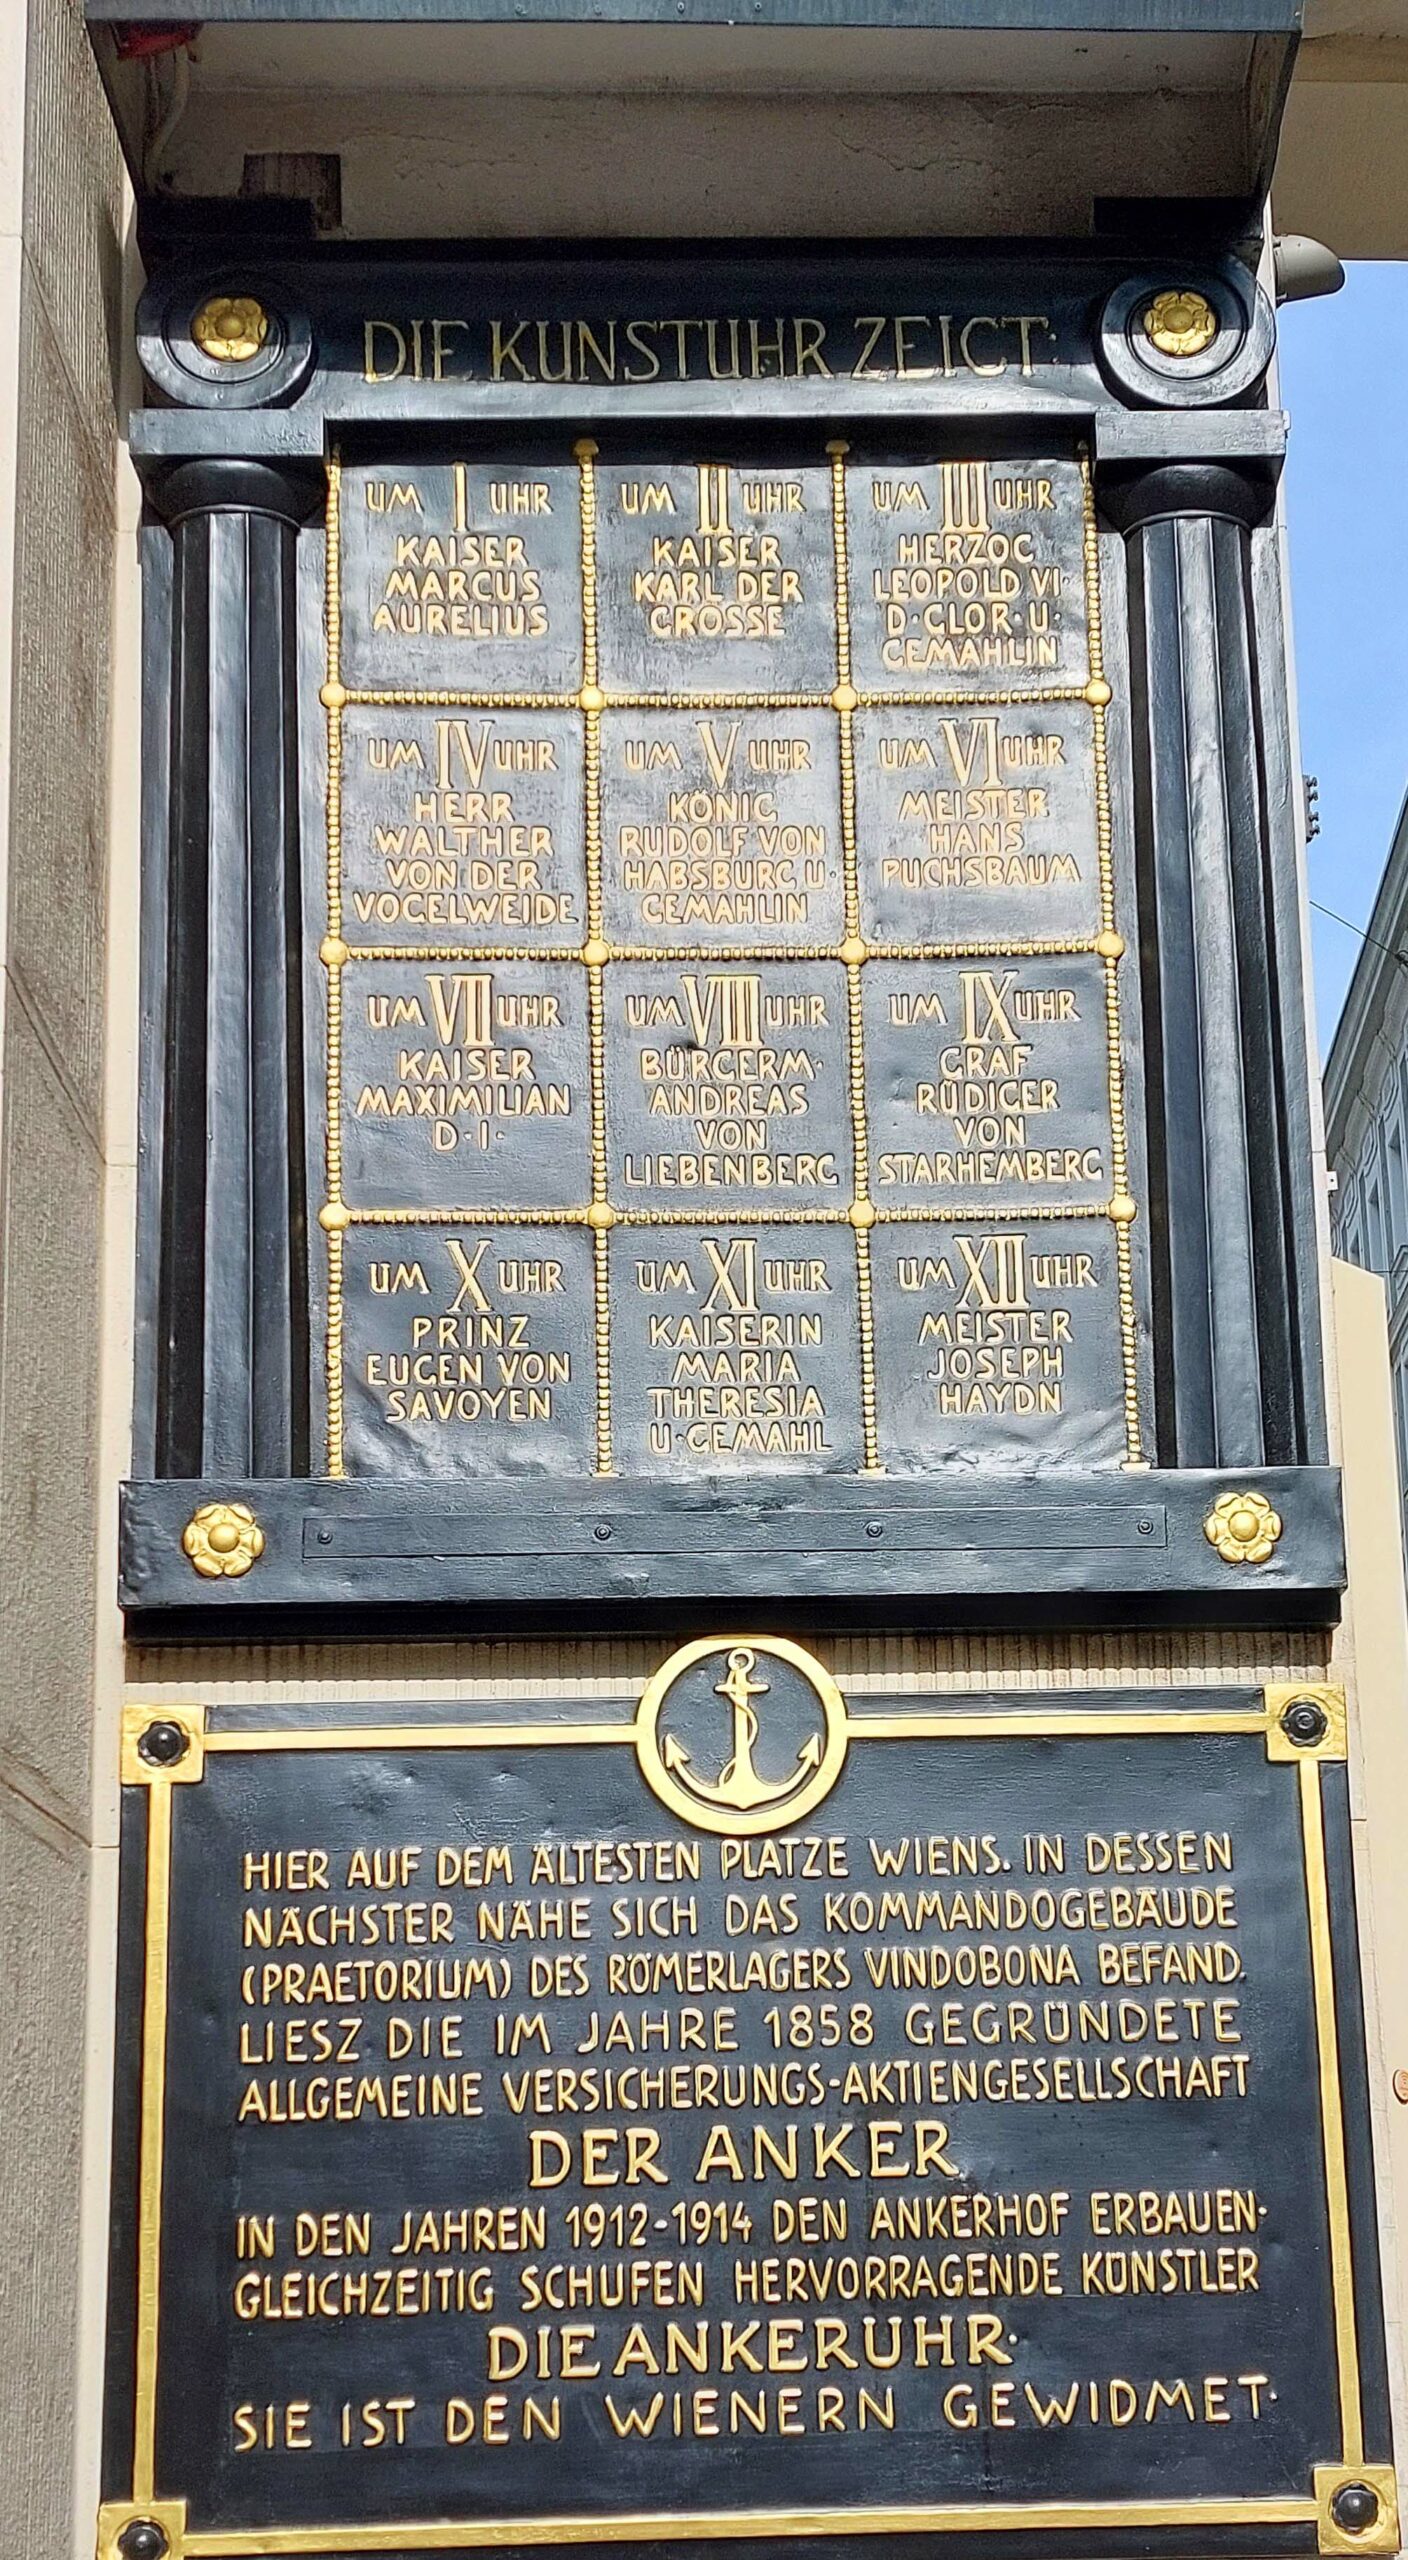 DIE KUNSTUHR ZEIGT:
UM I UHR
KAISER
MARCUS
AURELIUS
UM II UHR
KAISER
KARL DER
GROSSE
UM III UHR
HERZOG
LEOPOLD VI·
D·GLOR·U·
GEMAHLIN
UM IV UHR
HERR
WALTHER
VON DER
VOGELWEIDE
UM V UHR
KÖNIG
RUDOLF VON
HABSBURG U·
GEMAHLIN
UM VI UHR
MEISTER
HANS
PUCHSBAUM
UM VII UHR
KAISER
MAXIMILIAN
D·I·
UM VIII UHR
BÜRGERM·
ANDREAS
VON
LIEBENBERG
UM IX UHR
GRAF
RÜDIGER
VON
STARHEMBERG
UM X UHR
PRINZ
EUGEN VON
SAVOYEN
UM XI UHR
KAISERIN
MARIA
THERESIA
U·GEMAHL
UM XII UHR
MEISTER
JOSEPH
HAYDN
HIER AUF DEM ÄLTESTEN PLATZE WIENS. IN DESSEN
NÄCHSTER NÄHE SICH DAS KOMMANDOGEBÄUDE
(PRAETORIUM) DES RÖMERLAGERS VINDOBONA BEFAND.
LIESZ DIE IM JAHRE 1858 GEGRÜNDETE
ALLGEMEINE VERSICHERUNGS-AKTIENGESELLSCHAFT
DER ANKER
IN DEN JAHREN 1912-1914 DEN ANKERHOF ERBAUEN·
GLEICHZEITIG SCHUFEN HERVORRAGENDE KÜNSTLER
DIE ANKERUHR·
SIE IST DEN WIENERN GEWIDMET·